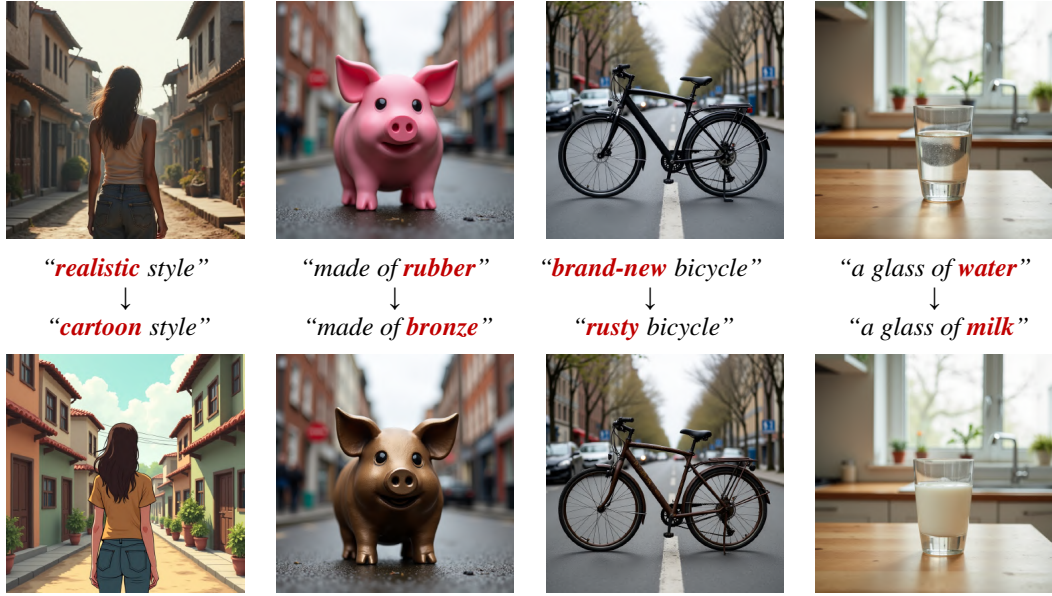 “realistic style”
↓
“cartoon style”
“made of rubber”
↓
“made of bronze”
“brand-new bicycle”
↓
“rusty bicycle”
“a glass of water”
↓
“a glass of milk”